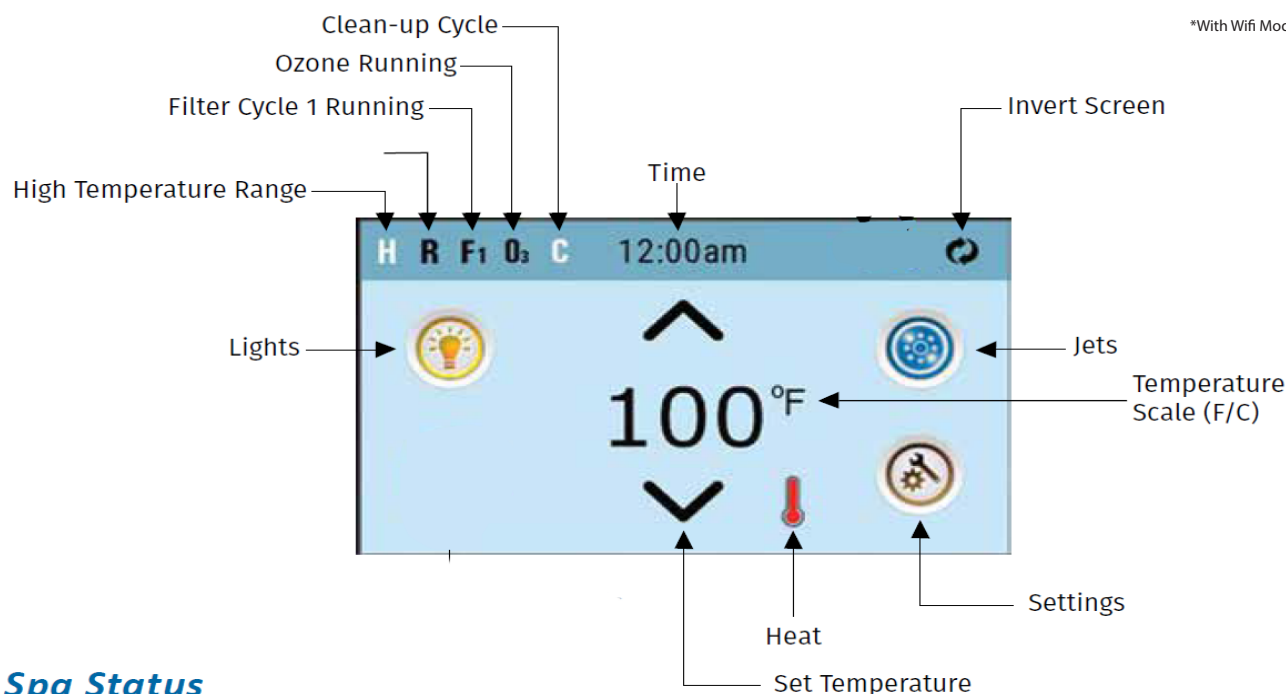 Clean-up Cycle
*With Wifi
Ozone Running
Filter Cycle 1 Running
Invert Screen
Time
High Temperature Range
H R F1 O3 C 12:00am
Lights
Jets
100°F
Temperature
Scale (F/C)
Settings
Heat
Set Temperature
Spa Status